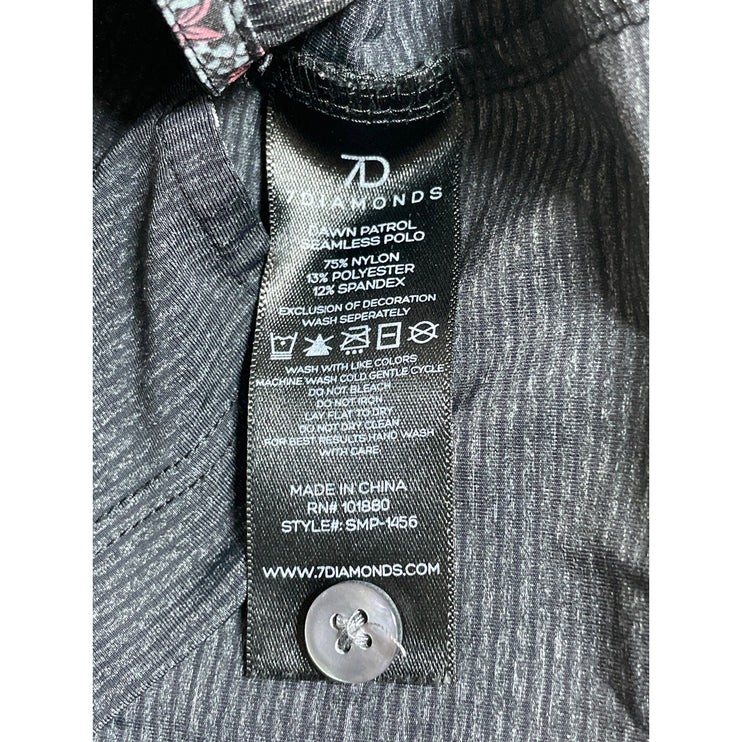 7D
7DIAMONDS
DAWN PATROL
SEAMLESS POLO
75% NYLON
13% POLYESTER
12% SPANDEX
EXCLUSION OF DECORATION
WASH SEPERATELY
WASH WITH LIKE COLORS
MACHINE WASH COLD GENTLE CYCLE
DO NOT BLEACH
DO NOT IRON
LAY FLAT TO DRY
DO NOT DRY CLEAN
FOR BEST RESULTS HAND WASH
WITH CARE
MADE IN CHINA
RN# 101880
STYLE#: SMP-1456
WWW.7DIAMONDS.COM